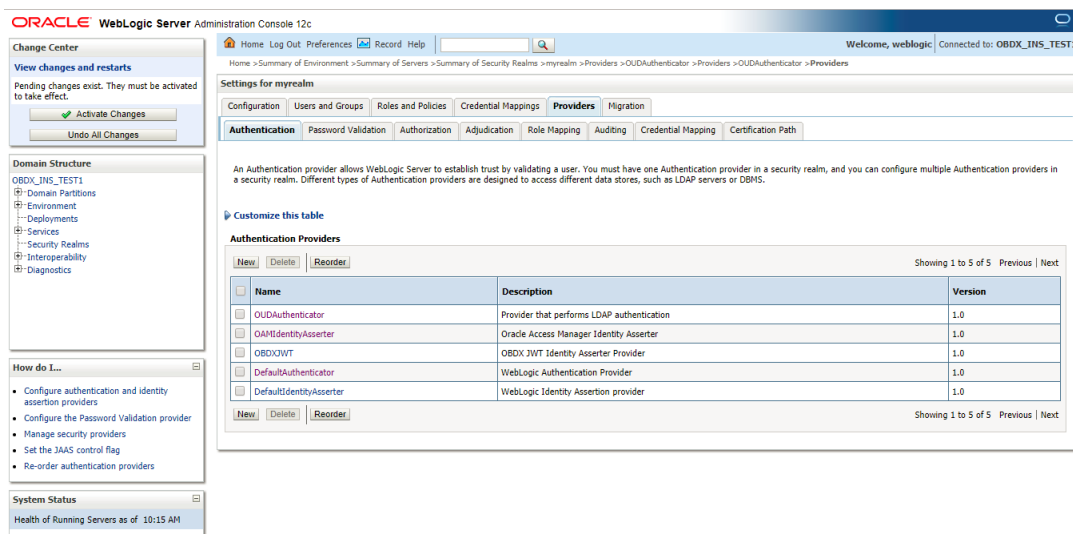 ORACLE WebLogic Server Administration Console 12c
Change Center
View changes and restarts
Pending changes exist. They must be activated
to take effect.
Activate Changes
Undo All Changes
Domain Structure
OBDX_INS_TEST1
Domain Partitions
Environment
Deployments
Services
Security Realms
Interoperability
Diagnostics
How do I...
Configure authentication and identity
assertion providers
Configure the Password Validation provider
Manage security providers
Set the JAAS control flag
Re-order authentication providers
System Status
Health of Running Servers as of 10:15 AM
Home Log Out Preferences Record Help
Welcome, weblogic Connected to: OBDX_INS_TEST1
Home >Summary of Environment >Summary of Servers >Summary of Security Realms >myrealm >Providers >OUDAuthenticator >Providers >OUDAuthenticator >Providers
Settings for myrealm
Configuration Users and Groups Roles and Policies Credential Mappings Providers Migration
Authentication Password Validation Authorization Adjudication Role Mapping Auditing Credential Mapping Certification Path
An Authentication provider allows WebLogic Server to establish trust by validating a user. You must have one Authentication provider in a security realm, and you can configure multiple Authentication providers in
a security realm. Different types of Authentication providers are designed to access different data stores, such as LDAP servers or DBMS.
Customize this table
Authentication Providers
New Delete Reorder Showing 1 to 5 of 5 Previous | Next
Name Description Version
OUDAuthenticator Provider that performs LDAP authentication 1.0
OAMIdentityAsserter Oracle Access Manager Identity Asserter 1.0
OBDXJWT OBDX JWT Identity Asserter Provider 1.0
DefaultAuthenticator WebLogic Authentication Provider 1.0
DefaultIdentityAsserter WebLogic Identity Assertion provider 1.0
New Delete Reorder Showing 1 to 5 of 5 Previous | Next